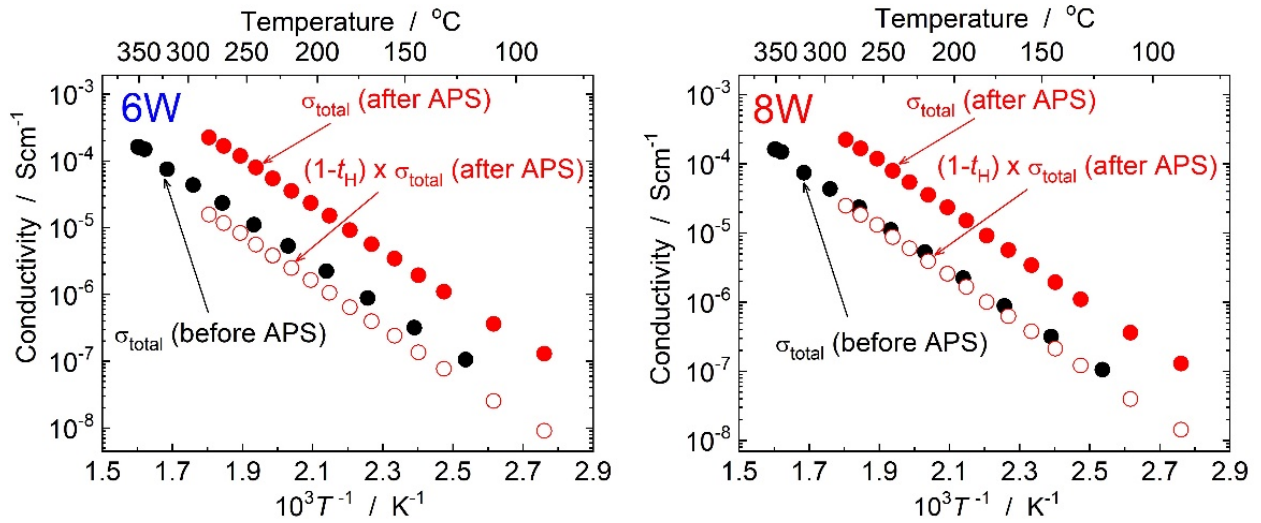 Temperature / °C
350 300 250 200 150 100
10⁻³
10⁻⁴
10⁻⁵
10⁻⁶
10⁻⁷
10⁻⁸
Conductivity / Scm⁻¹
6W
σtotal (after APS)
(1-tH) x σtotal (after APS)
σtotal (before APS)
1.5 1.7 1.9 2.1 2.3 2.5 2.7 2.9
10³T⁻¹ / K⁻¹
Temperature / °C
350 300 250 200 150 100
10⁻³
10⁻⁴
10⁻⁵
10⁻⁶
10⁻⁷
10⁻⁸
Conductivity / Scm⁻¹
8W
σtotal (after APS)
(1-tH) x σtotal (after APS)
σtotal (before APS)
1.5 1.7 1.9 2.1 2.3 2.5 2.7 2.9
10³T⁻¹ / K⁻¹